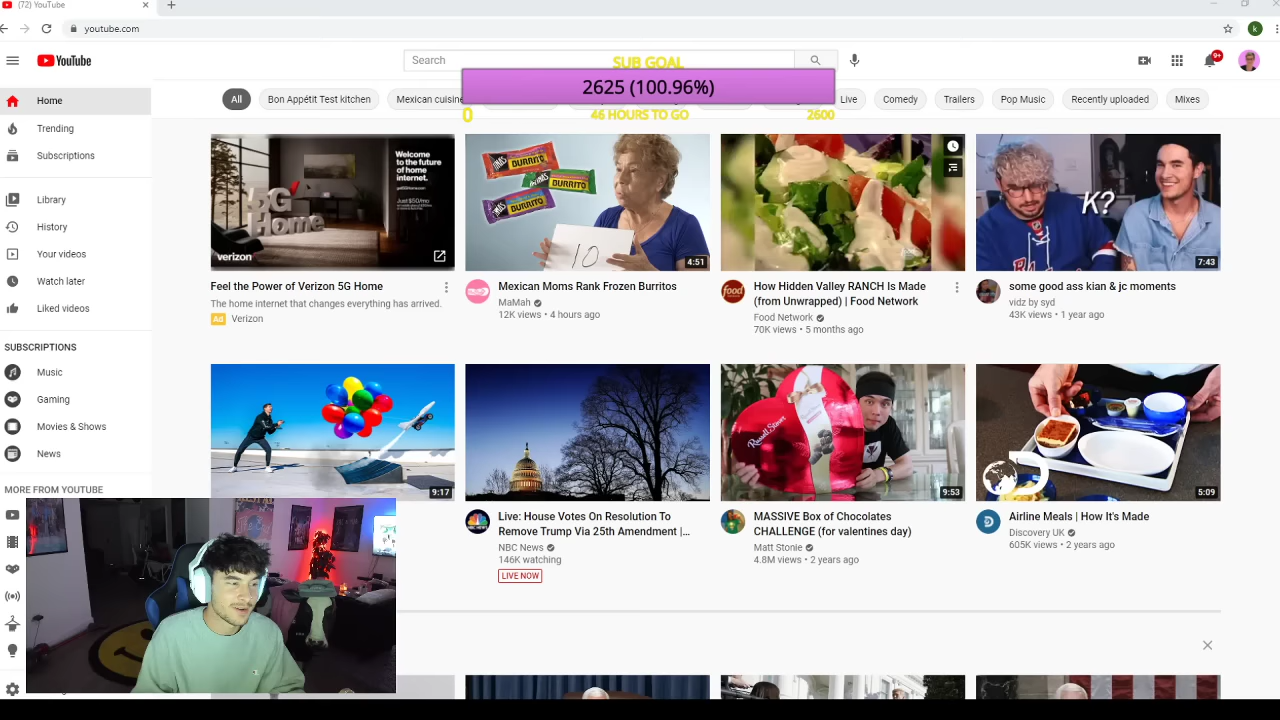 (72) YouTube
youtube.com
k
YouTube
Search
SUB GOAL
9+
2625 (100.96%)
0
46 HOURS TO GO
2600
All
Bon Appétit Test kitchen
Mexican cuisine
Live
Comedy
Trailers
Pop Music
Recently uploaded
Mixes
Home
Trending
Subscriptions
Library
History
Your videos
Watch later
Liked videos
SUBSCRIPTIONS
Music
Gaming
Movies & Shows
News
MORE FROM YOUTUBE
5G
Home
Welcome to the
future of home
internet.
Just $50/mo
verizon
Feel the Power of Verizon 5G Home
The home internet that changes everything has arrived.
Ad Verizon
BURRITO
BURRITO
BURRITO
10
4:51
Mexican Moms Rank Frozen Burritos
MaMah
12K views • 4 hours ago
How Hidden Valley RANCH Is Made
(from Unwrapped) | Food Network
food
Food Network
70K views • 5 months ago
K?
7:43
some good ass kian & jc moments
vidz by syd
43K views • 1 year ago
9:17
Live: House Votes On Resolution To
Remove Trump Via 25th Amendment |...
NBC News
146K watching
LIVE NOW
Russell Stover
9:53
MASSIVE Box of Chocolates
CHALLENGE (for valentines day)
Matt Stonie
4.8M views • 2 years ago
5:09
Airline Meals | How It's Made
Discovery UK
605K views • 2 years ago